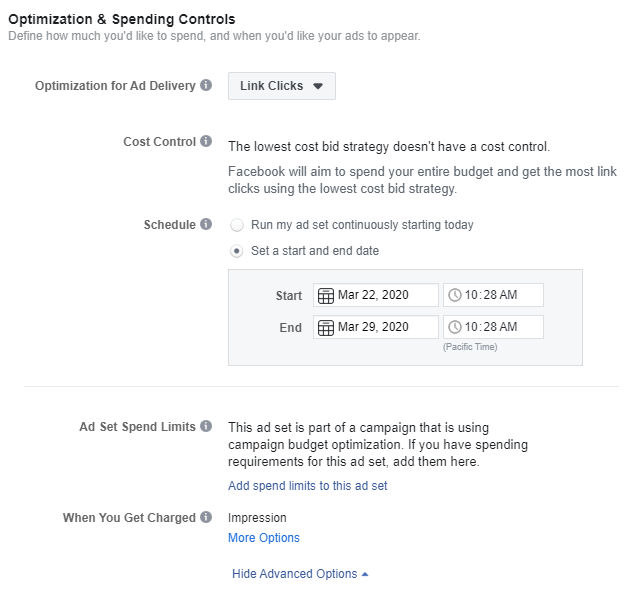 Optimization & Spending Controls
Define how much you'd like to spend, and when you'd like your ads to appear.
Optimization for Ad Delivery Link Clicks
Cost Control The lowest cost bid strategy doesn't have a cost control.
Facebook will aim to spend your entire budget and get the most link
clicks using the lowest cost bid strategy.
Schedule Run my ad set continuously starting today
Set a start and end date
Start Mar 22, 2020 10:28 AM
End Mar 29, 2020 10:28 AM
(Pacific Time)
Ad Set Spend Limits This ad set is part of a campaign that is using
campaign budget optimization. If you have spending
requirements for this ad set, add them here.
Add spend limits to this ad set
When You Get Charged Impression
More Options
Hide Advanced Options